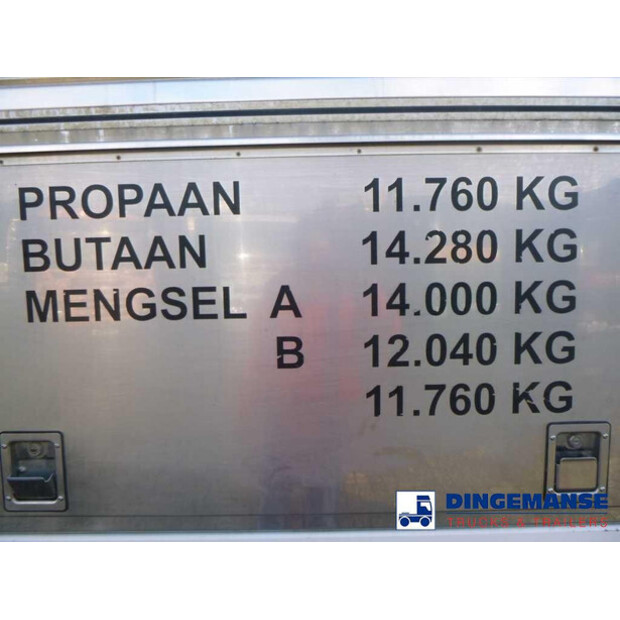 PROPAAN 11.760 KG
BUTAAN 14.280 KG
MENGSEL A 14.000 KG
B 12.040 KG
11.760 KG
DINGEMANSE
TRUCKS & TRAILERS